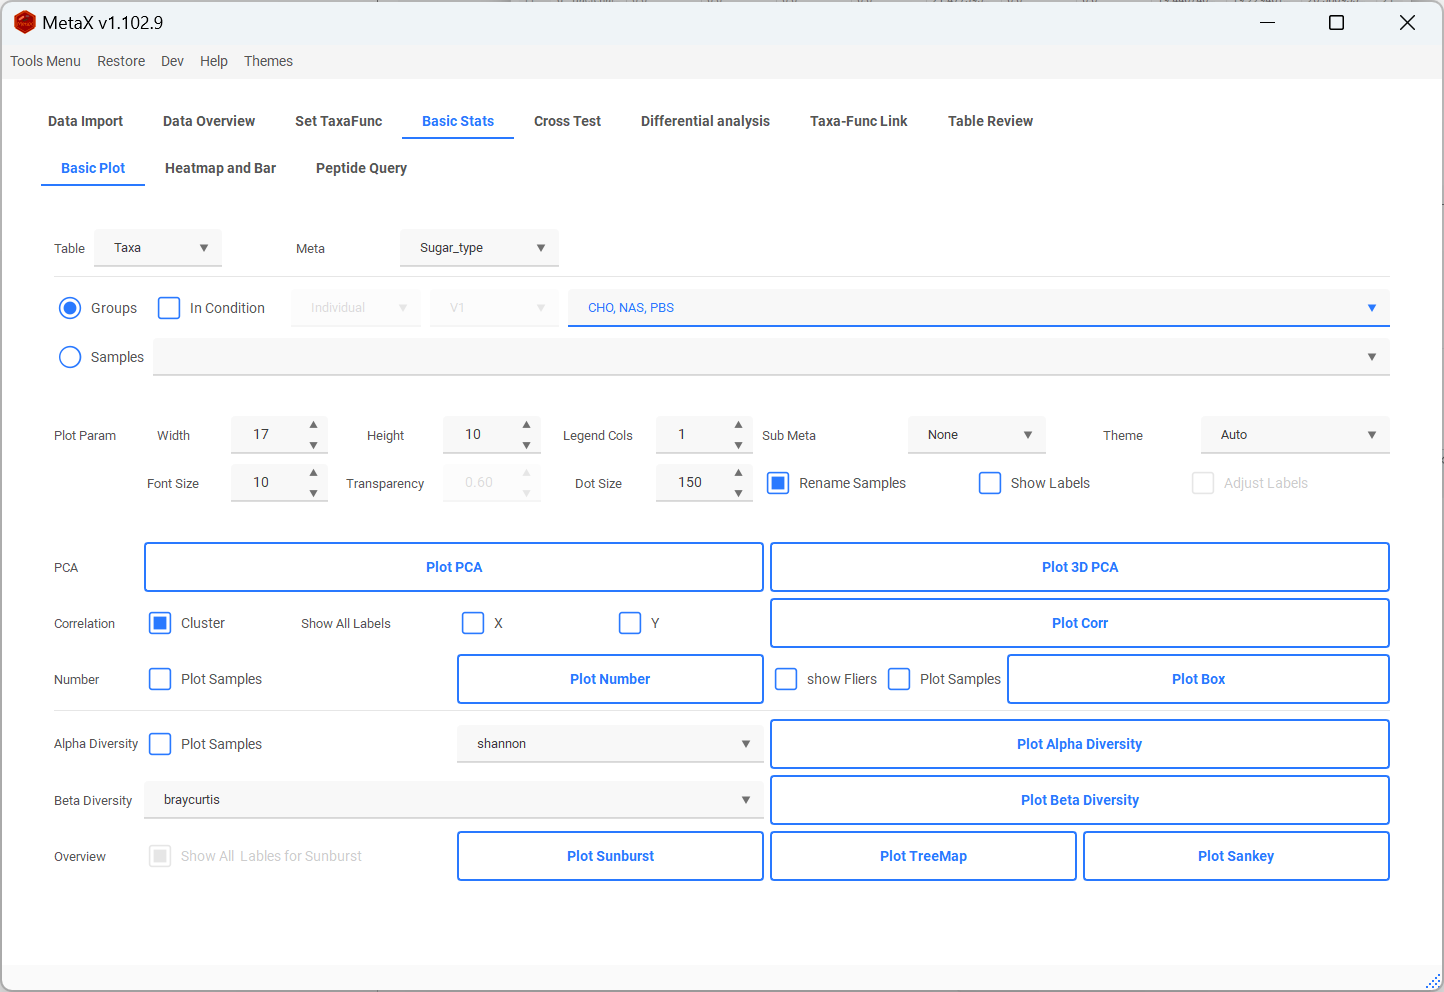 MetaX v1.102.9
Tools Menu Restore Dev Help Themes
Data Import Data Overview Set TaxaFunc Basic Stats Cross Test Differential analysis Taxa-Func Link Table Review
Basic Plot Heatmap and Bar Peptide Query
Table Taxa Meta Sugar_type
Groups In Condition Individual V1 CHO, NAS, PBS
Samples
Plot Param Width 17 Height 10 Legend Cols 1 Sub Meta None Theme Auto
Font Size 10 Transparency 0.60 Dot Size 150 Rename Samples Show Labels Adjust Labels
PCA Plot PCA Plot 3D PCA
Correlation Cluster Show All Labels X Y Plot Corr
Number Plot Samples Plot Number show Fliers Plot Samples Plot Box
Alpha Diversity Plot Samples shannon Plot Alpha Diversity
Beta Diversity braycurtis Plot Beta Diversity
Overview Show All Lables for Sunburst Plot Sunburst Plot TreeMap Plot Sankey